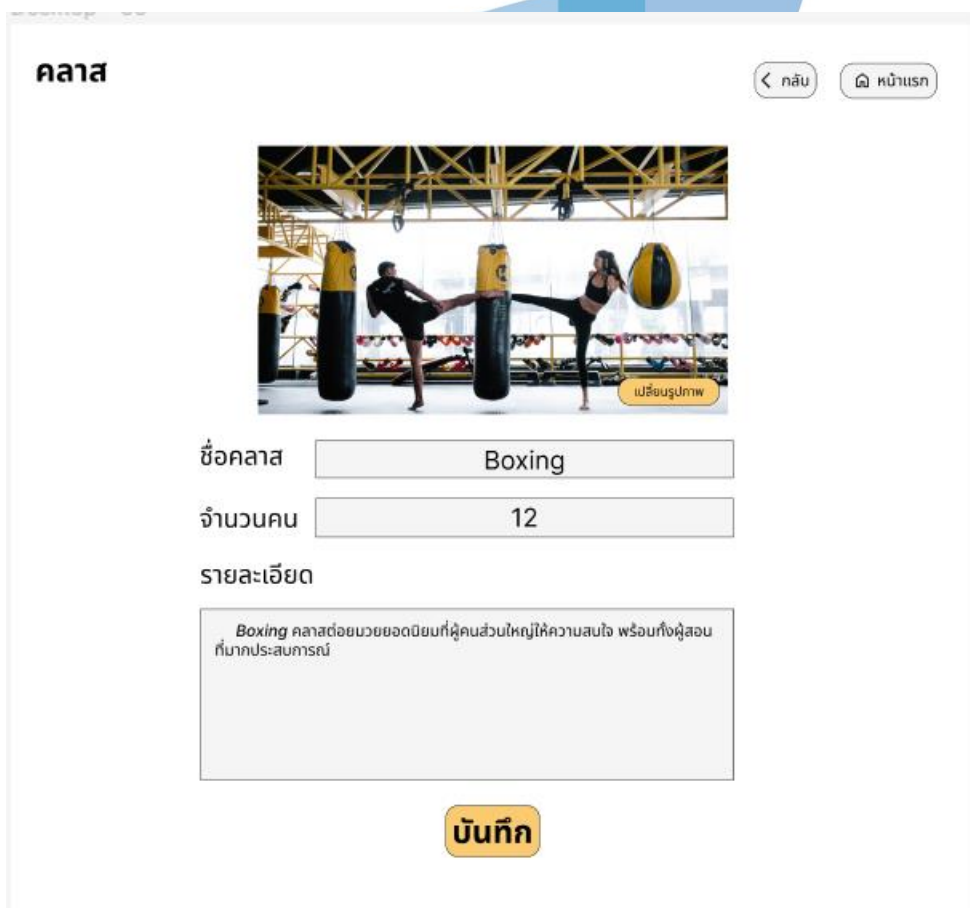 คลาส
กลับ
หน้าแรก
เปลี่ยนรูปภาพ
ชื่อคลาส
Boxing
จำนวนคน
12
รายละเอียด
Boxing คลาสต่อยมวยยอดนิยมที่ผู้คนส่วนใหญ่ให้ความสนใจ พร้อมทั้งผู้สอน
ที่มากประสบการณ์
บันทึก